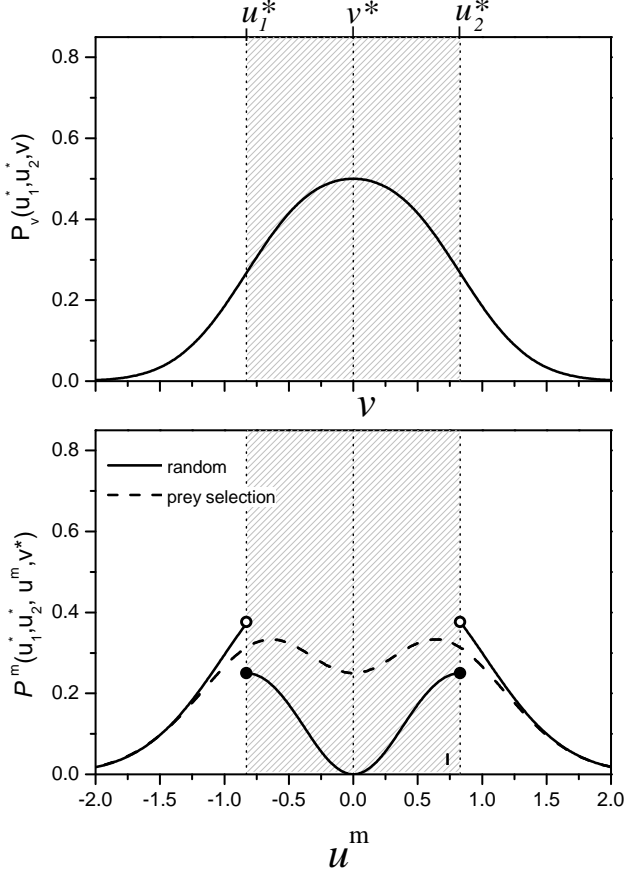 u₁* v* u₂*
0.8
0.6
0.4
0.2
0.0
Pᵥ(u₁*,u₂*,v)
v
0.8
0.6
0.4
0.2
0.0
random
prey selection
Pᵐ(u₁*,u₂*, uᵐ,v*)
-2.0 -1.5 -1.0 -0.5 0.0 0.5 1.0 1.5 2.0
uᵐ